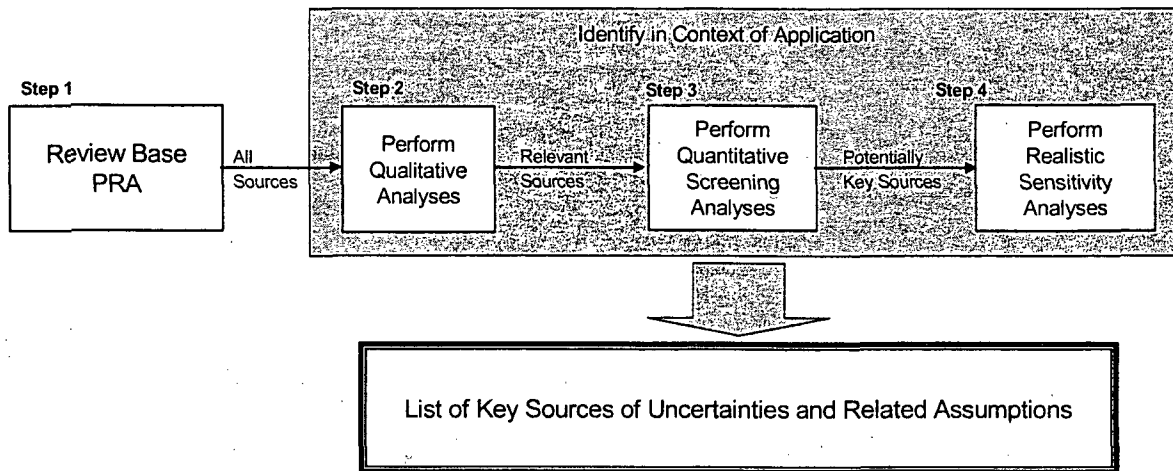 Identify in Context of Application
Step 1
Review Base
PRA
All
Sources
Step 2
Perform
Qualitative
Analyses
Relevant
Sources
Step 3
Perform
Quantitative
Screening
Analyses
Potentially
Key Sources
Step 4
Perform
Realistic
Sensitivity
Analyses
List of Key Sources of Uncertainties and Related Assumptions